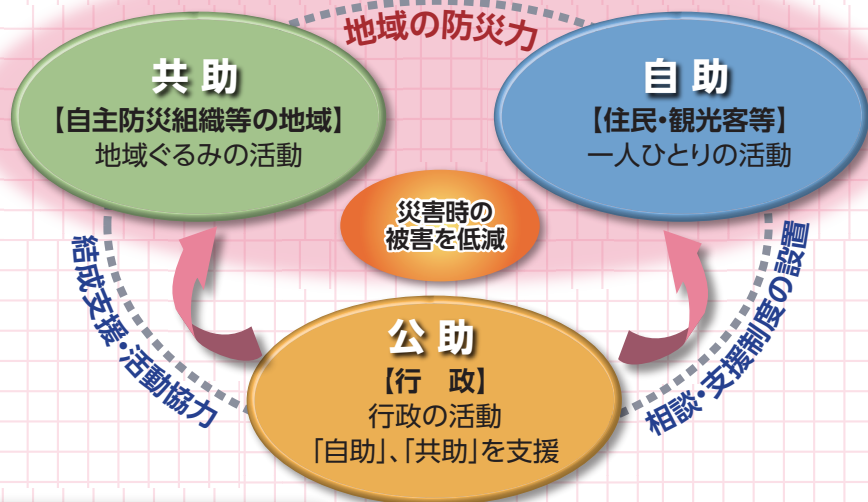 地域の防災力
共助
【自主防災組織等の地域】
地域ぐるみの活動
自助
【住民・観光客等】
一人ひとりの活動
災害時の
被害を低減
結成支援・活動協力
相談・支援制度の設置
公助
【行　政】
行政の活動
「自助」、「共助」を支援